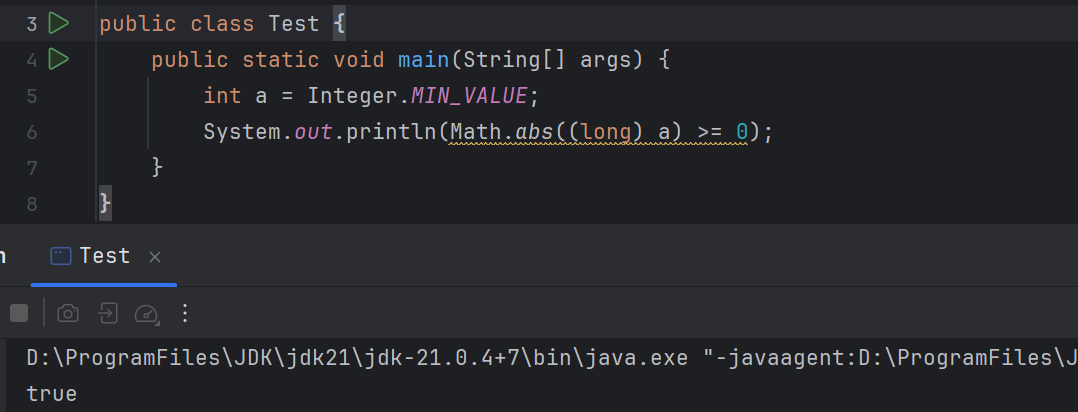 3 public class Test {
4 public static void main(String[] args) {
5 int a = Integer.MIN_VALUE;
6 System.out.println(Math.abs((long) a) >= 0);
7 }
8 }
n Test ×
D:\ProgramFiles\JDK\jdk21\jdk-21.0.4+7\bin\java.exe "-javaagent:D:\ProgramFiles\J
true